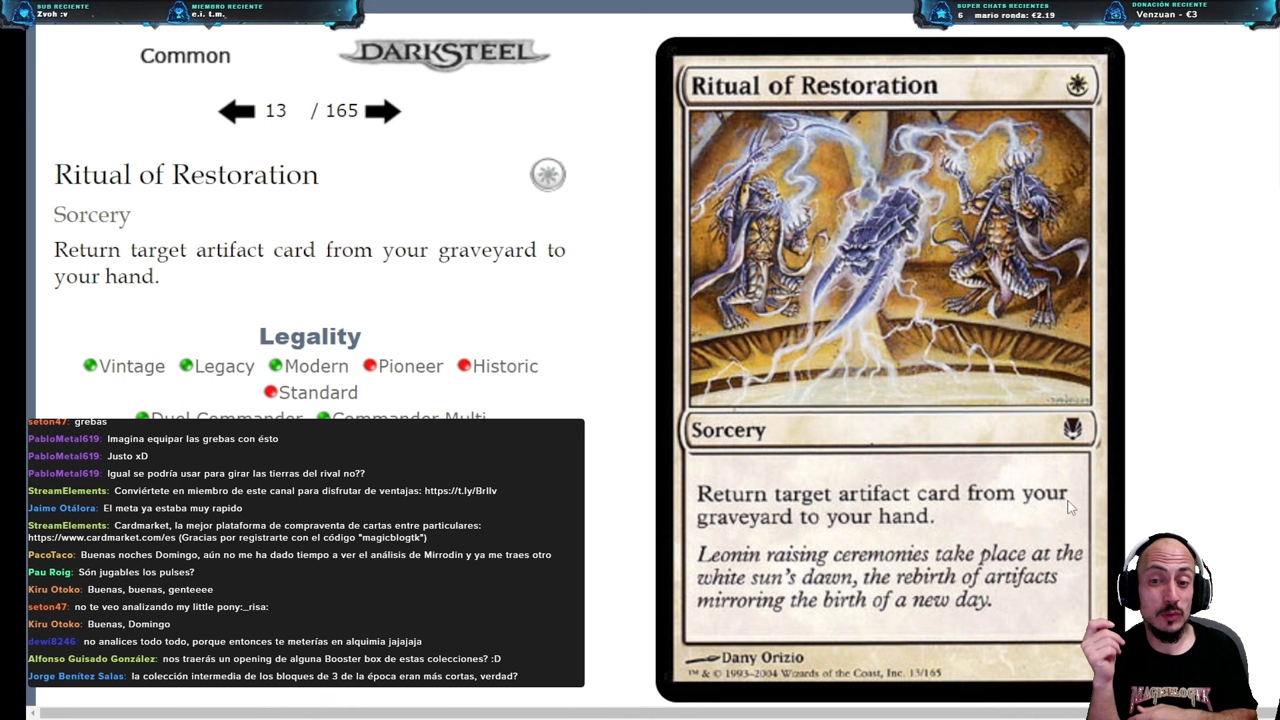 SUB RECIENTE
Zvoh :v
MIEMBRO RECIENTE
e.i. t.m.
SUPER CHATS RECIENTES
6 mario ronda: €2.19
DONACIÓN RECIENTE
Venzuan - €3
Common
DARKSTEEL
13 / 165
Ritual of Restoration
Sorcery
Return target artifact card from your graveyard to
your hand.
Legality
Vintage Legacy Modern Pioneer Historic
Standard
Duel Commander Commander Multi
seton47: grebas
PabloMetal619: Imagina equipar las grebas con ésto
PabloMetal619: Justo xD
PabloMetal619: Igual se podría usar para girar las tierras del rival no??
StreamElements: Conviértete en miembro de este canal para disfrutar de ventajas: https://t.ly/BrIIv
Jaime Otálora: El meta ya estaba muy rapido
StreamElements: Cardmarket, la mejor plataforma de compraventa de cartas entre particulares:
https://www.cardmarket.com/es (Gracias por registrarte con el código "magicblogtk")
PacoTaco: Buenas noches Domingo, aún no me ha dado tiempo a ver el análisis de Mirrodin y ya me traes otro
Pau Roig: Són jugables los pulses?
Kiru Otoko: Buenas, buenas, genteeee
seton47: no te veo analizando my little pony:_risa:
Kiru Otoko: Buenas, Domingo
dewi8246: no analices todo todo, porque entonces te meterías en alquimia jajajaja
Alfonso Guisado González: nos traerás un opening de alguna Booster box de estas colecciones? :D
Jorge Benítez Salas: la colección intermedia de los bloques de 3 de la época eran más cortas, verdad?
Ritual of Restoration
Sorcery
Return target artifact card from your
graveyard to your hand.
Leonin raising ceremonies take place at the
white sun's dawn, the rebirth of artifacts
mirroring the birth of a new day.
Dany Orizio
™ & © 1993–2004 Wizards of the Coast, Inc. 13/165